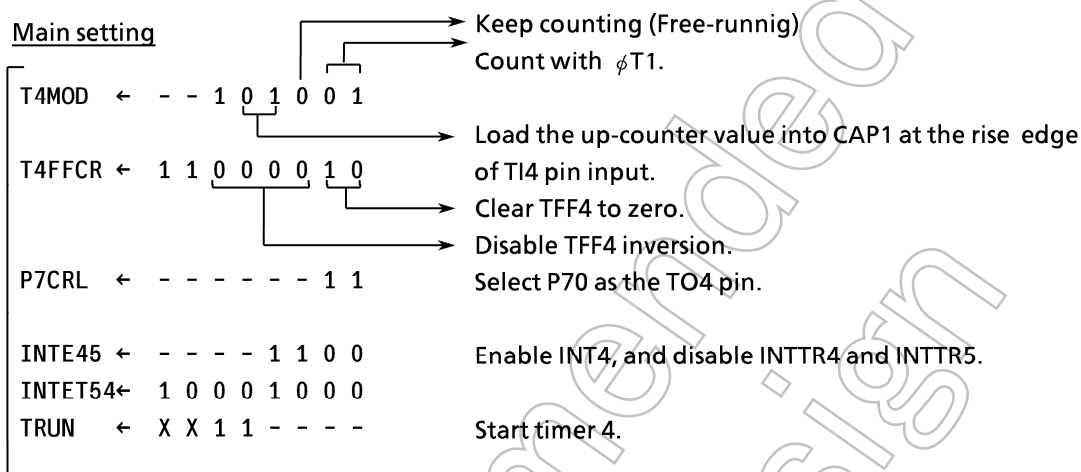 Main setting
Keep counting (Free-runnig)
Count with φT1.
T4MOD ← - - 1 0 1 0 0 1
Load the up-counter value into CAP1 at the rise edge
T4FFCR ← 1 1 0 0 0 0 1 0
of TI4 pin input.
Clear TFF4 to zero.
Disable TFF4 inversion.
P7CRL ← - - - - - - 1 1 Select P70 as the TO4 pin.
INTE45 ← - - - - 1 1 0 0 Enable INT4, and disable INTTR4 and INTTR5.
INTET54← 1 0 0 0 1 0 0 0
TRUN ← X X 1 1 - - - - Start timer 4.
mended
sign